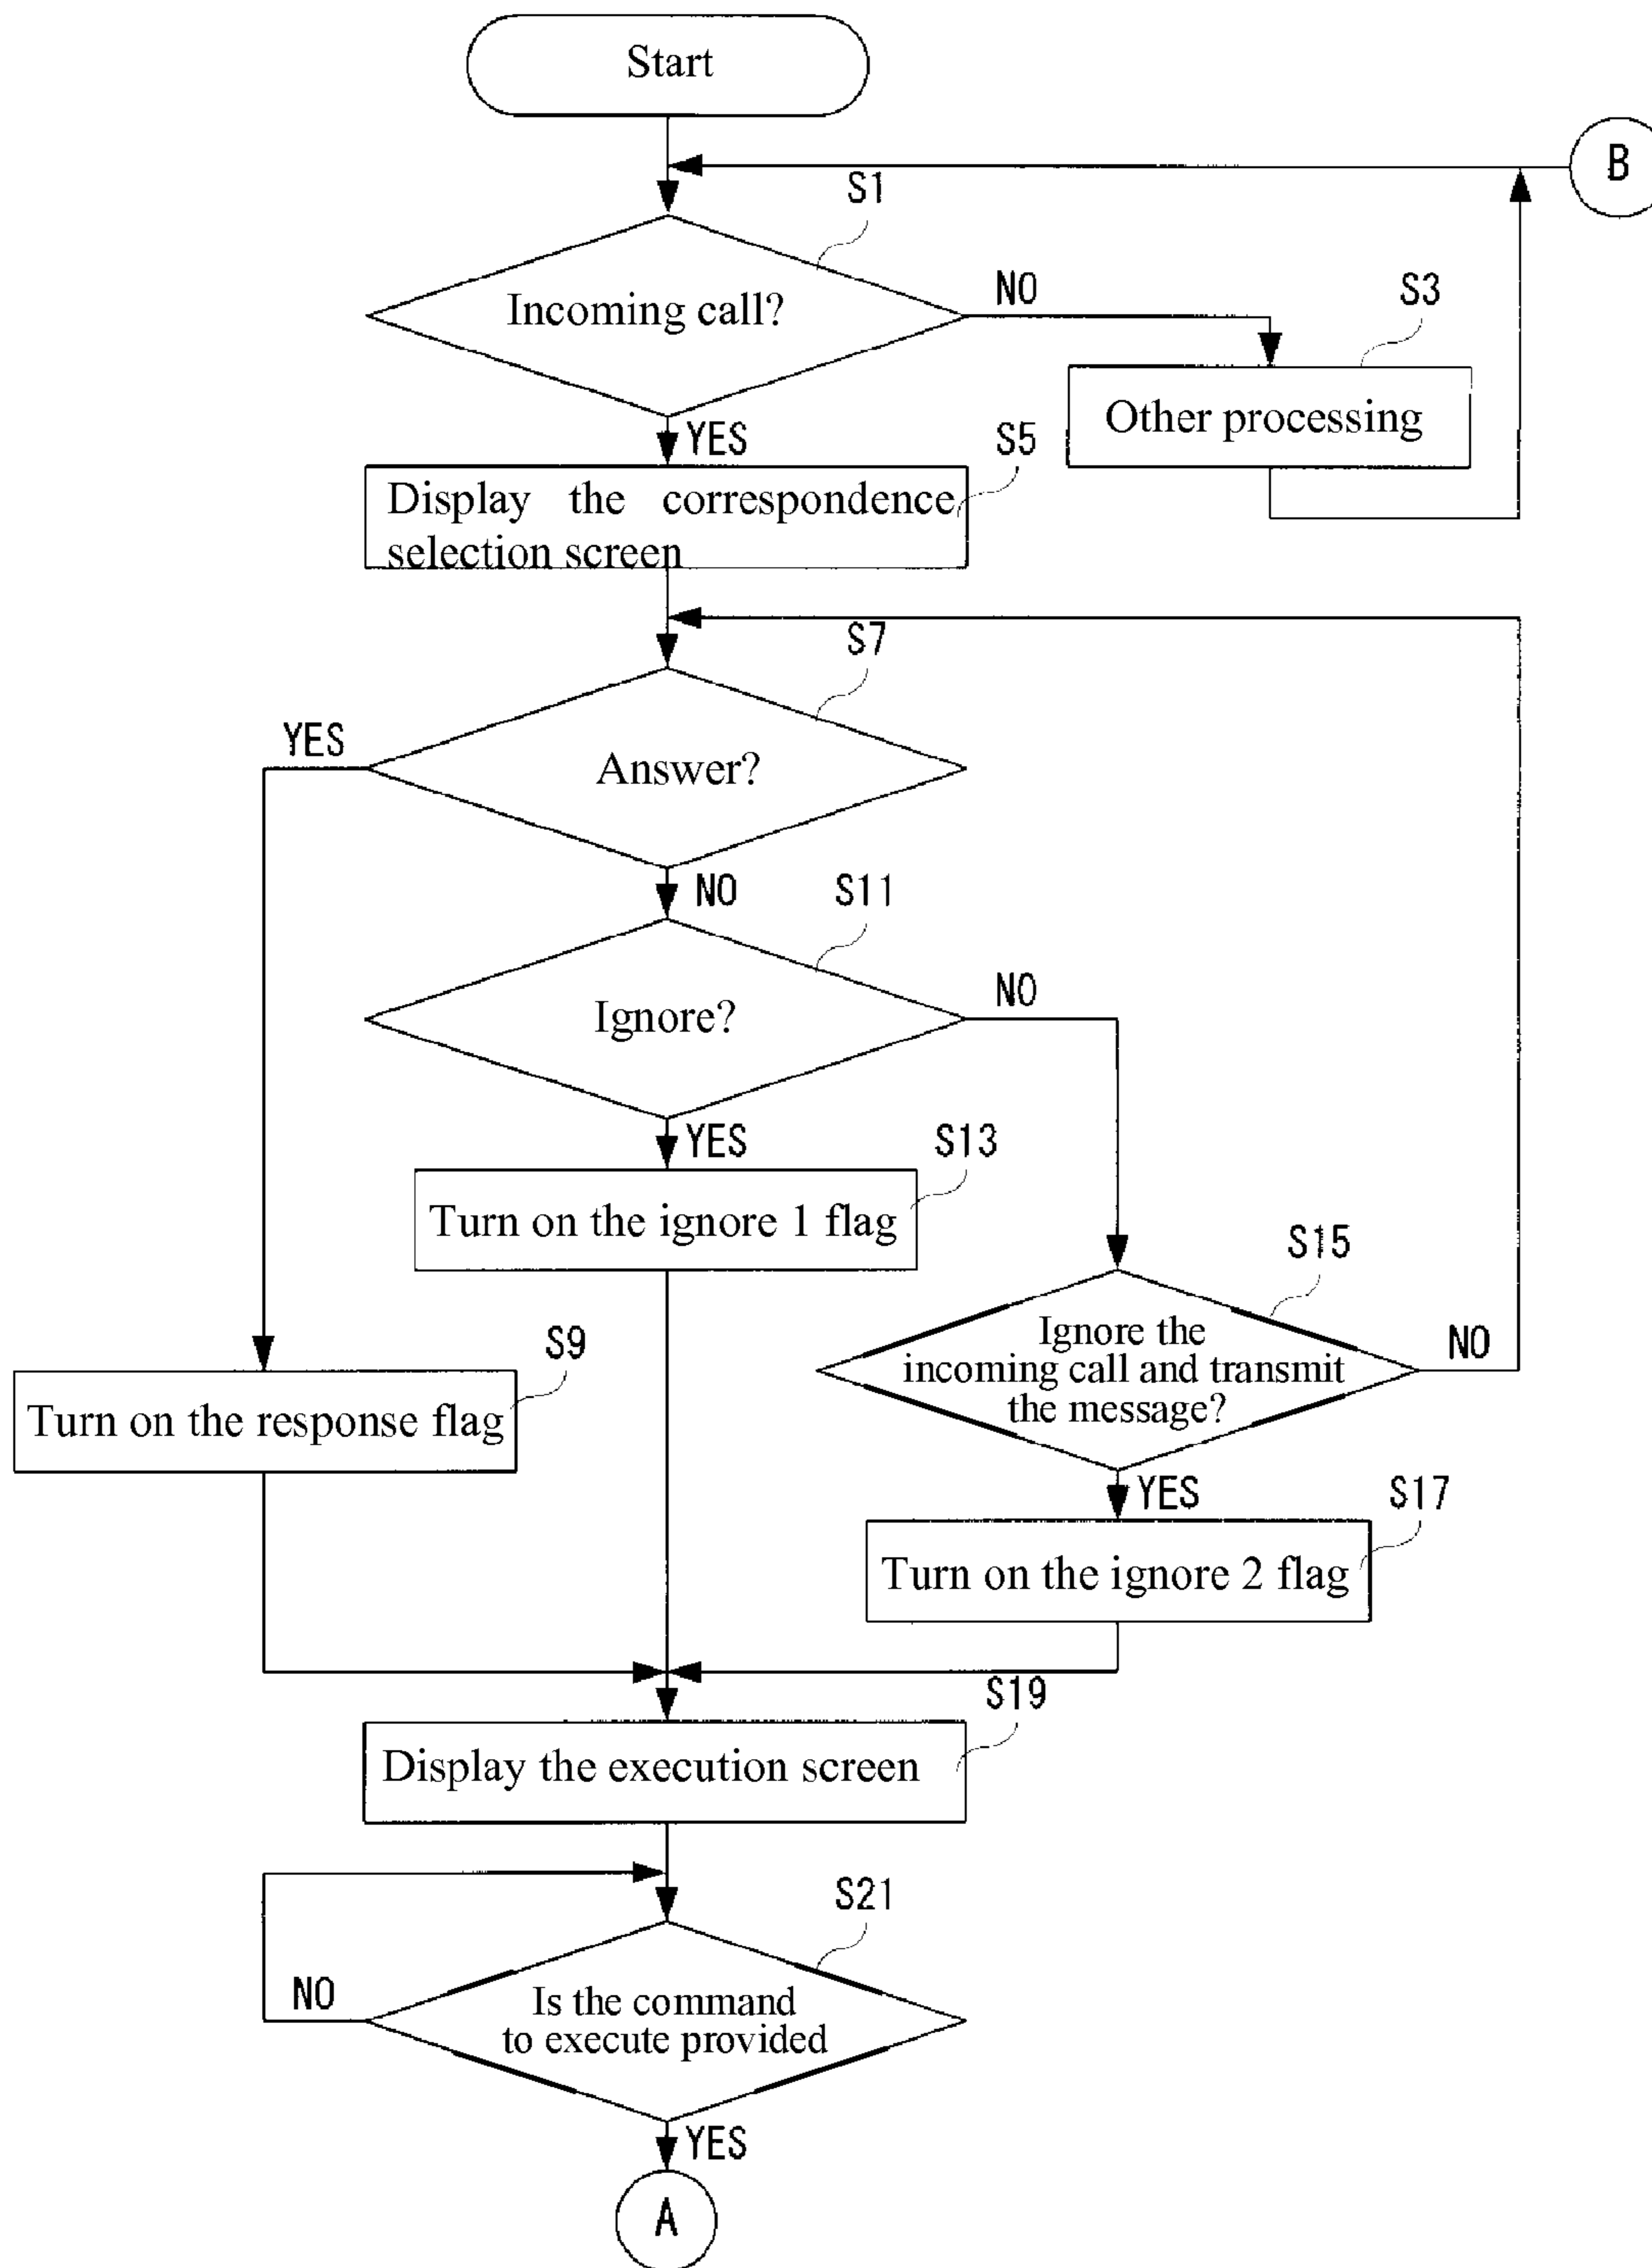 Start
B
S1
Incoming call?
NO
S3
Other processing
YES
S5
Display the correspondence
selection screen
S7
YES
Answer?
NO
S11
Ignore?
NO
YES
S13
Turn on the ignore 1 flag
S15
Ignore the
incoming call and transmit
the message?
NO
S9
Turn on the response flag
YES
S17
Turn on the ignore 2 flag
S19
Display the execution screen
S21
NO
Is the command
to execute provided
YES
A